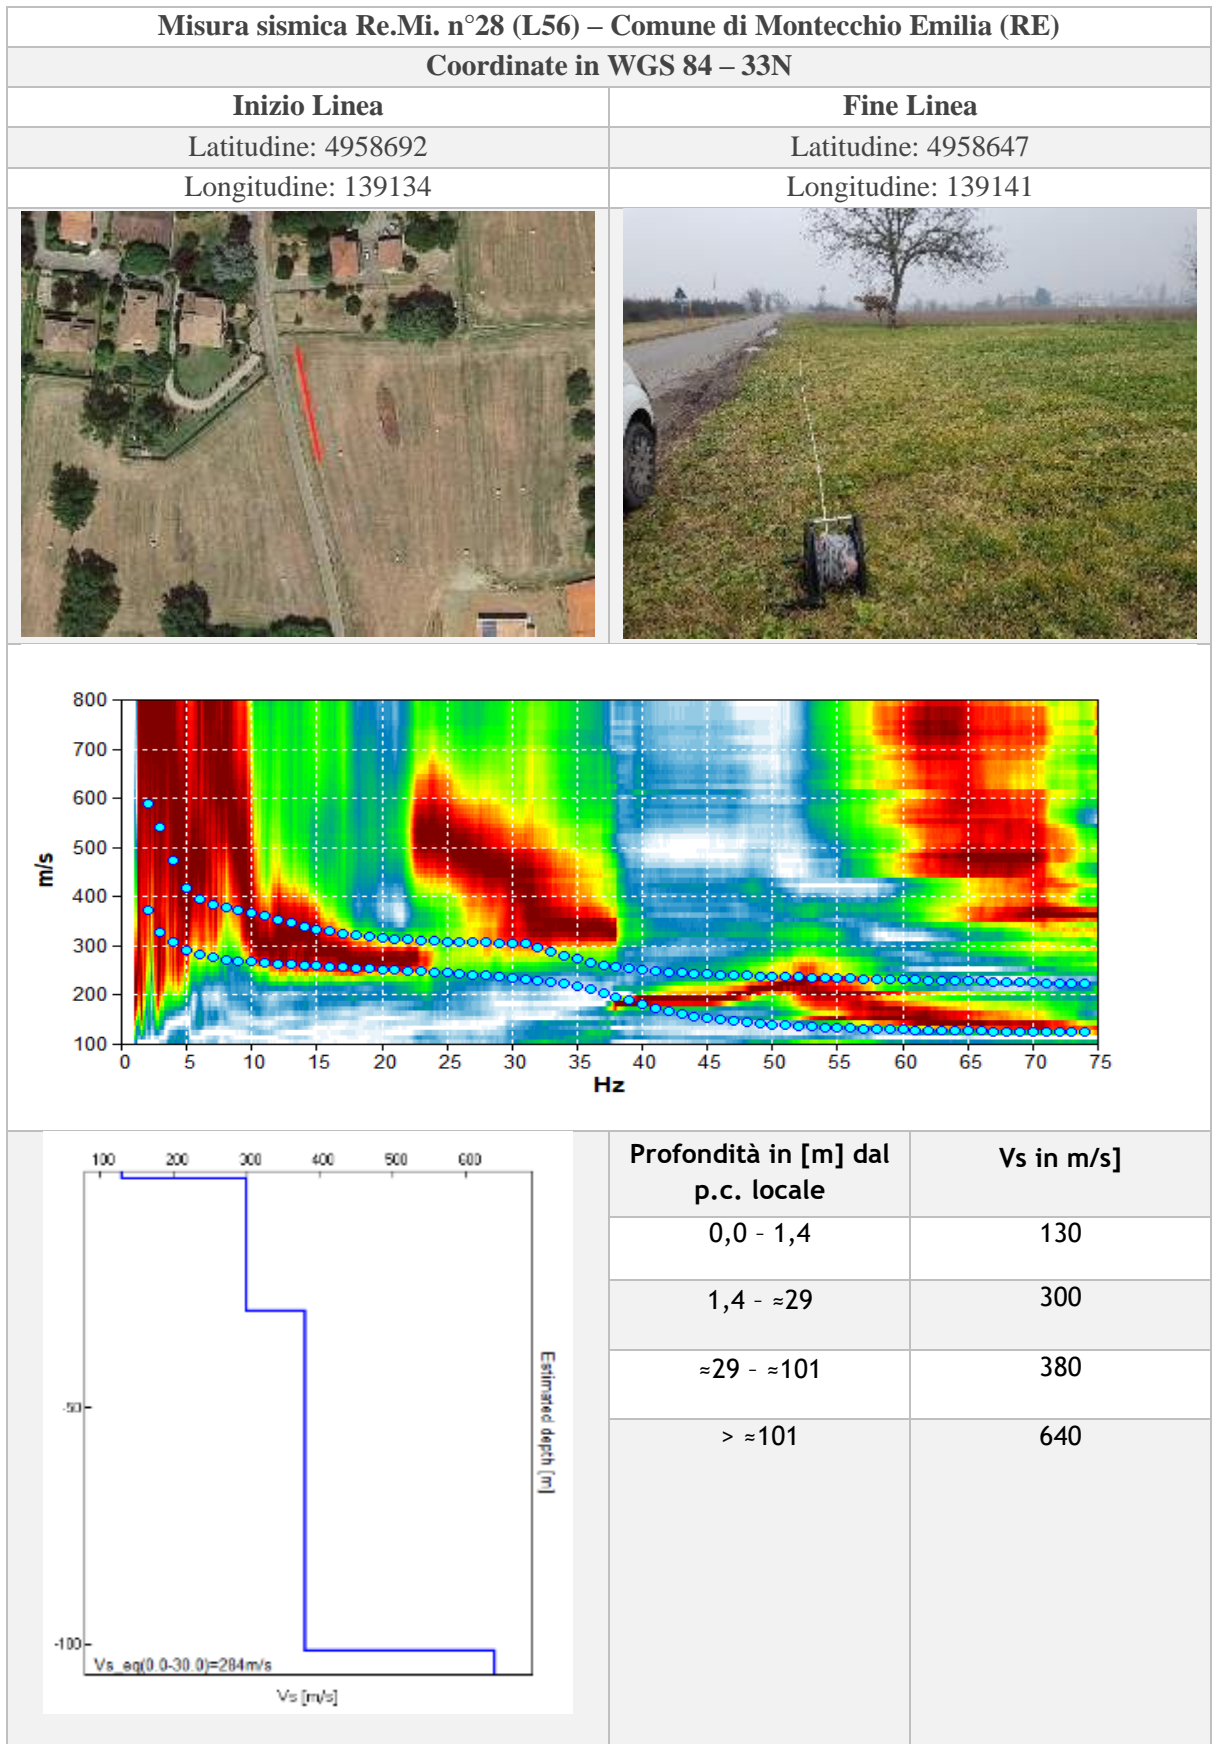 Misura sismica Re.Mi. n°28 (L56) – Comune di Montecchio Emilia (RE)
Coordinate in WGS 84 – 33N
Inizio Linea
Fine Linea
Latitudine: 4958692
Latitudine: 4958647
Longitudine: 139134
Longitudine: 139141
800
700
600
500
400
300
200
100
m/s
0 5 10 15 20 25 30 35 40 45 50 55 60 65 70 75
Hz
100 200 300 400 500 600
-50
-100
Estimated depth [m]
Vs_eq(0.0-30.0)=284m/s
Vs [m/s]
Profondità in [m] dal
p.c. locale
Vs in m/s]
0,0 – 1,4
130
1,4 – ≈29
300
≈29 – ≈101
380
> ≈101
640